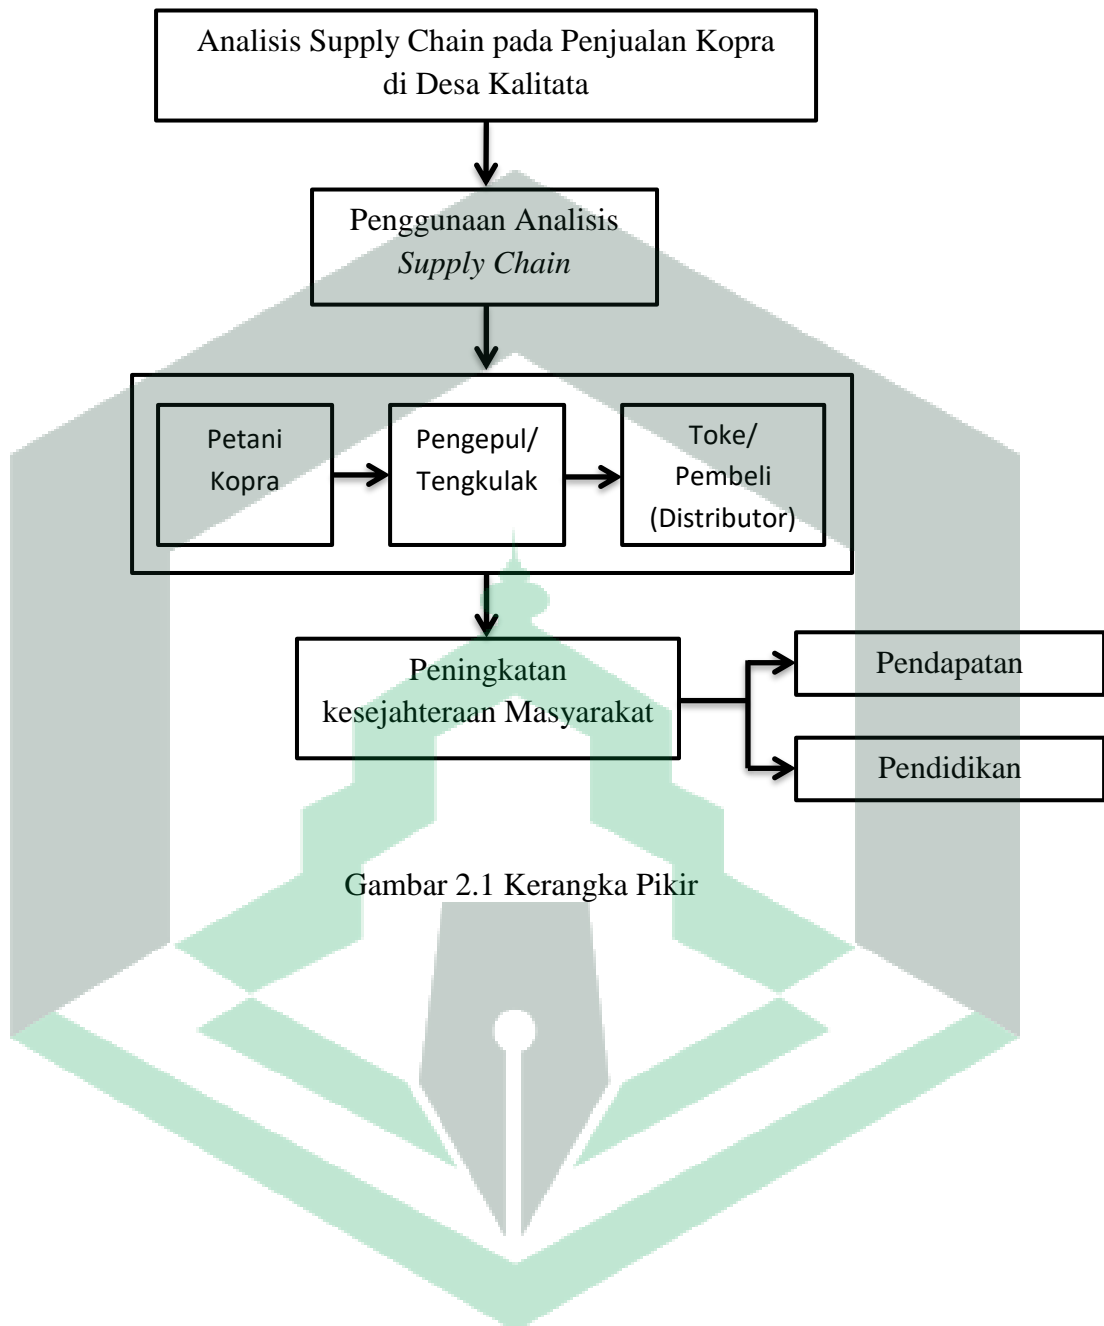 Analisis Supply Chain pada Penjualan Kopra
di Desa Kalitata
Penggunaan Analisis
Supply Chain
Petani
Kopra
Pengepul/
Tengkulak
Toke/
Pembeli
(Distributor)
Peningkatan
kesejahteraan Masyarakat
Pendapatan
Pendidikan
Gambar 2.1 Kerangka Pikir